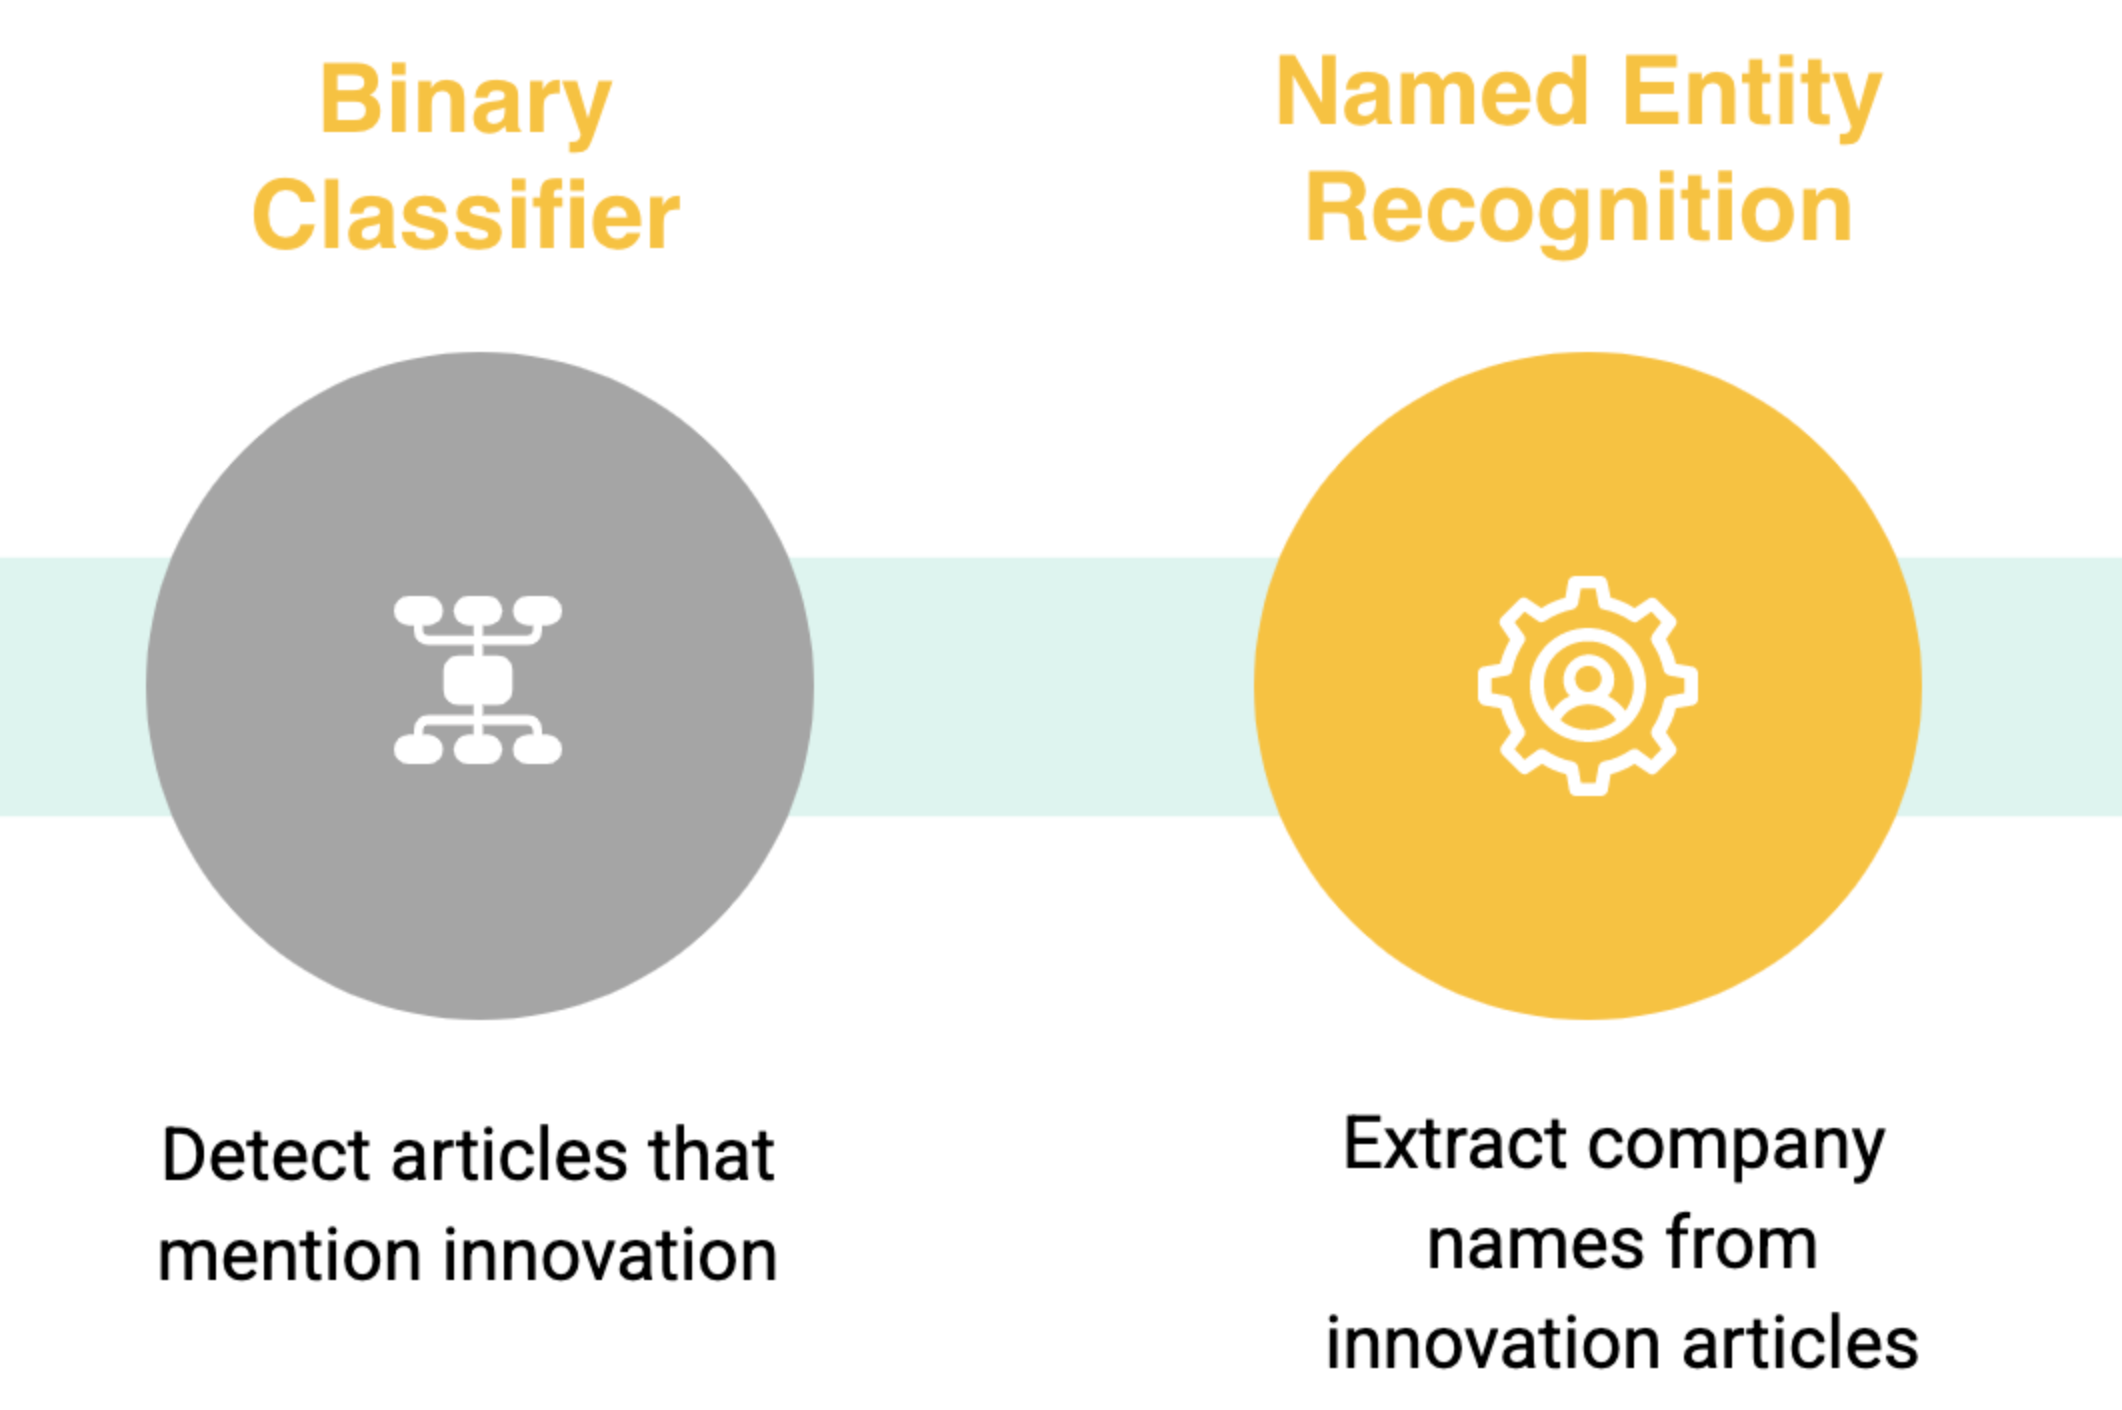 Binary
Classifier
Detect articles that
mention innovation
Named Entity
Recognition
Extract company
names from
innovation articles